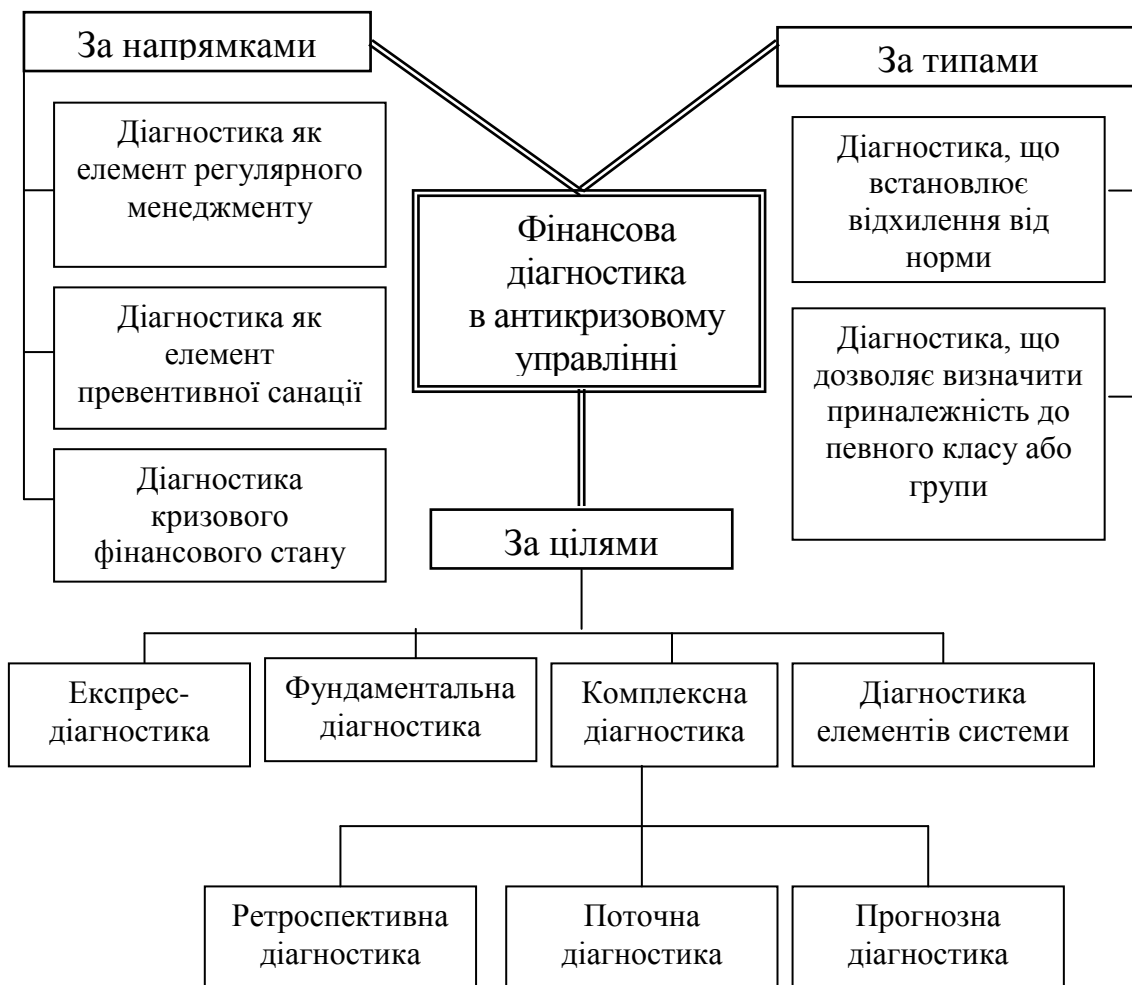 За напрямками
За типами
Діагностика як
елемент регулярного
менеджменту
Діагностика як
елемент
превентивної санації
Діагностика
кризового
фінансового стану
Фінансова
діагностика
в антикризовому
управлінні
Діагностика, що
встановлює
відхилення від
норми
Діагностика, що
дозволяє визначити
приналежність до
певного класу або
групи
За цілями
Експрес-
діагностика
Фундаментальна
діагностика
Комплексна
діагностика
Діагностика
елементів системи
Ретроспективна
діагностика
Поточна
діагностика
Прогнозна
діагностика